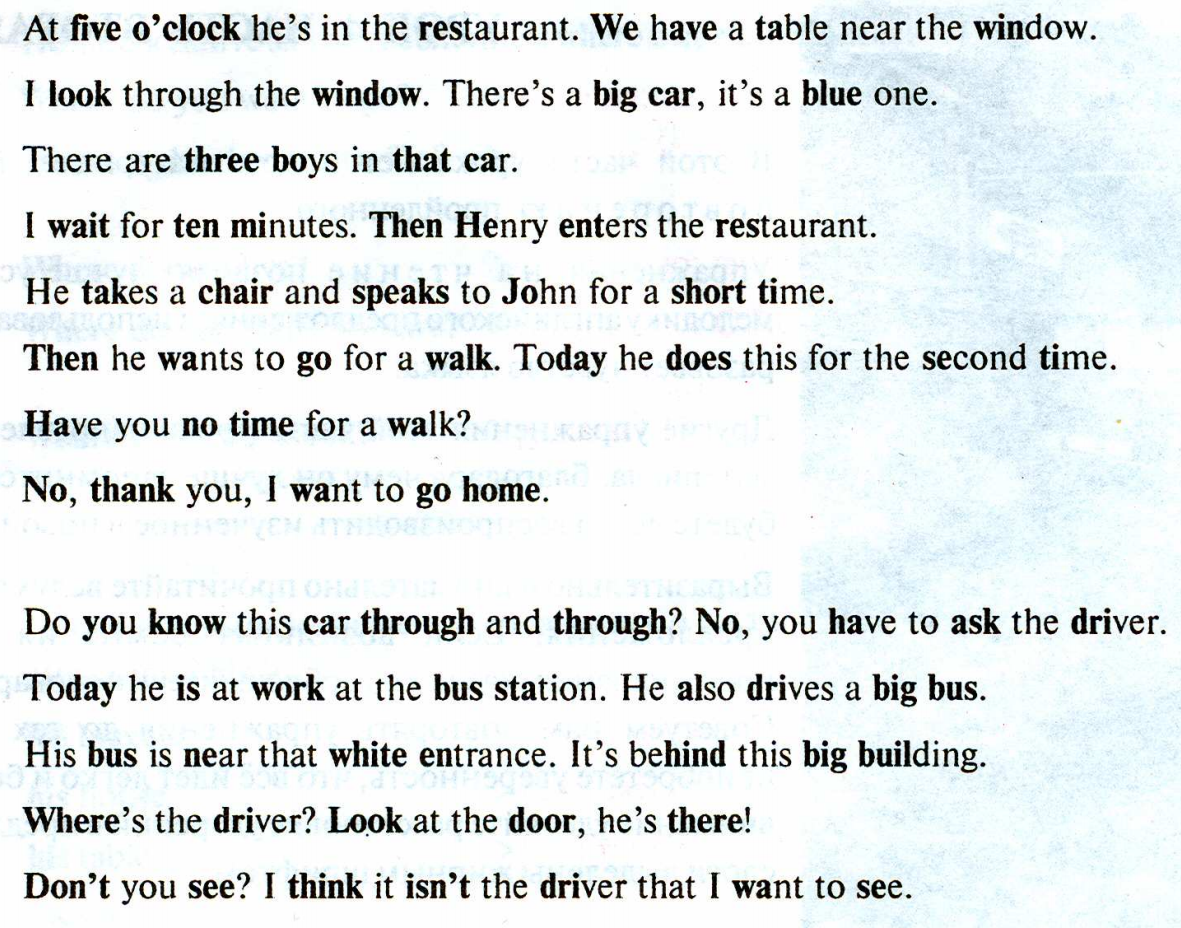 At five o'clock he's in the restaurant. We have a table near the window.
I look through the window. There's a big car, it's a blue one.
There are three boys in that car.
I wait for ten minutes. Then Henry enters the restaurant.
He takes a chair and speaks to John for a short time.
Then he wants to go for a walk. Today he does this for the second time.
Have you no time for a walk?
No, thank you, I want to go home.
Do you know this car through and through? No, you have to ask the driver.
Today he is at work at the bus station. He also drives a big bus.
His bus is near that white entrance. It's behind this big building.
Where's the driver? Look at the door, he's there!
Don't you see? I think it isn't the driver that I want to see.